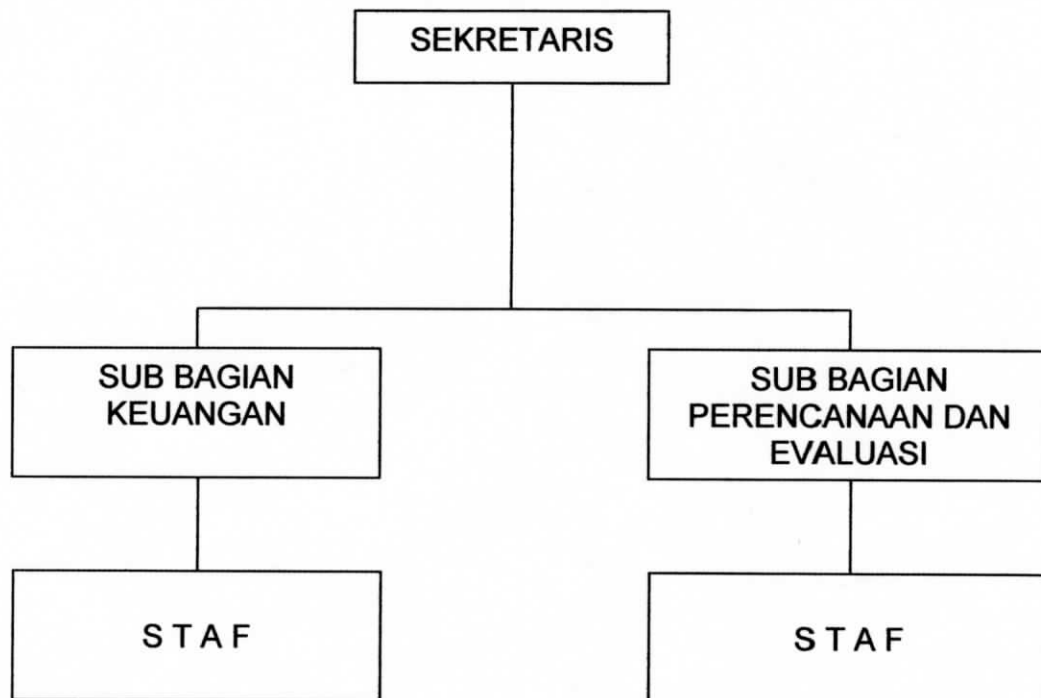 SEKRETARIS
SUB BAGIAN
KEUANGAN
SUB BAGIAN
PERENCANAAN DAN
EVALUASI
S T A F
S T A F